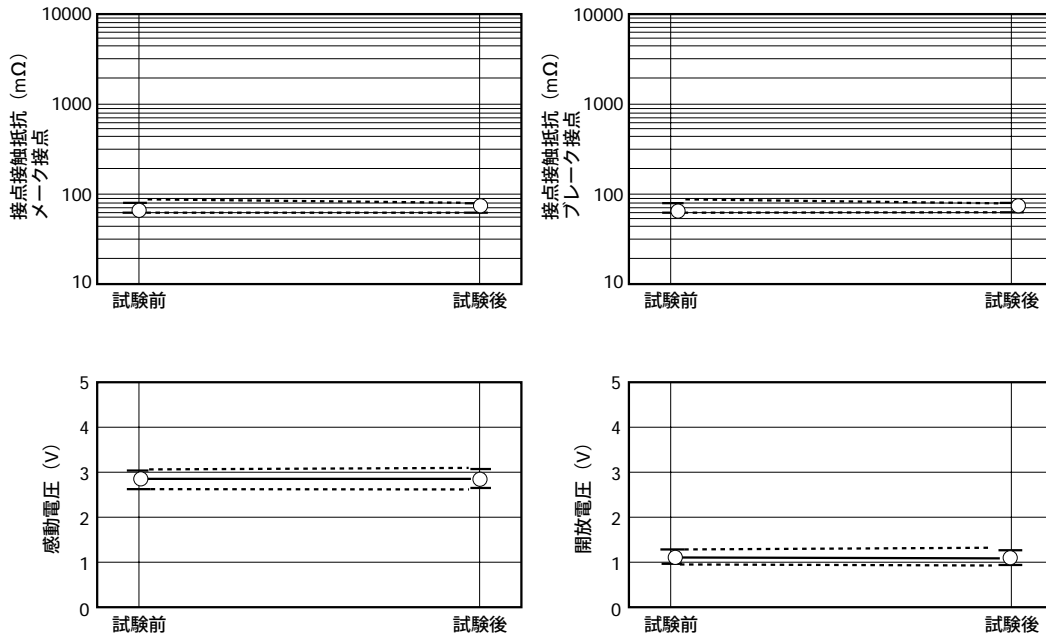 接点接触抵抗（mΩ）
メーク接点
10000
1000
100
10
試験前
試験後
接点接触抵抗（mΩ）
ブレーク接点
10000
1000
100
10
試験前
試験後
感動電圧（V）
5
4
3
2
1
0
試験前
試験後
開放電圧（V）
5
4
3
2
1
0
試験前
試験後